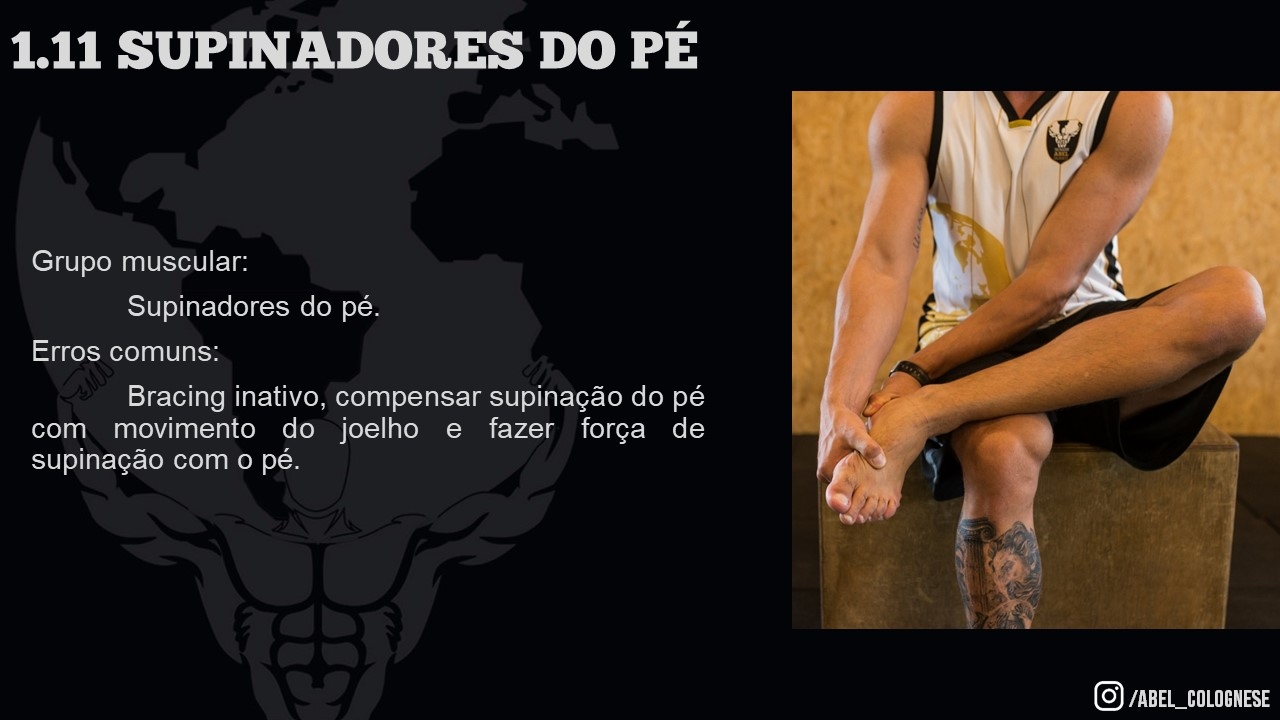 1.11 SUPINADORES DO PÉ
Grupo muscular:
Supinadores do pé.
Erros comuns:
Bracing inativo, compensar supinação do pé
com movimento do joelho e fazer força de
supinação com o pé.
/ABEL_COLOGNESE